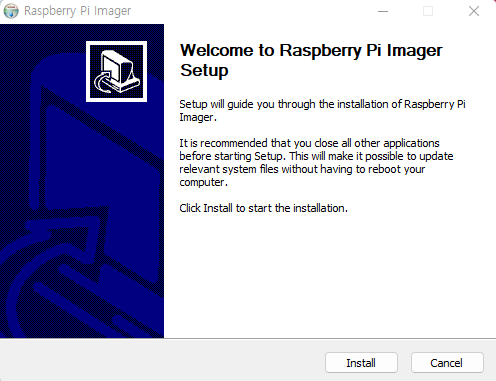 Raspberry Pi Imager
Welcome to Raspberry Pi Imager
Setup
Setup will guide you through the installation of Raspberry Pi
Imager.
It is recommended that you close all other applications
before starting Setup. This will make it possible to update
relevant system files without having to reboot your
computer.
Click Install to start the installation.
Install
Cancel